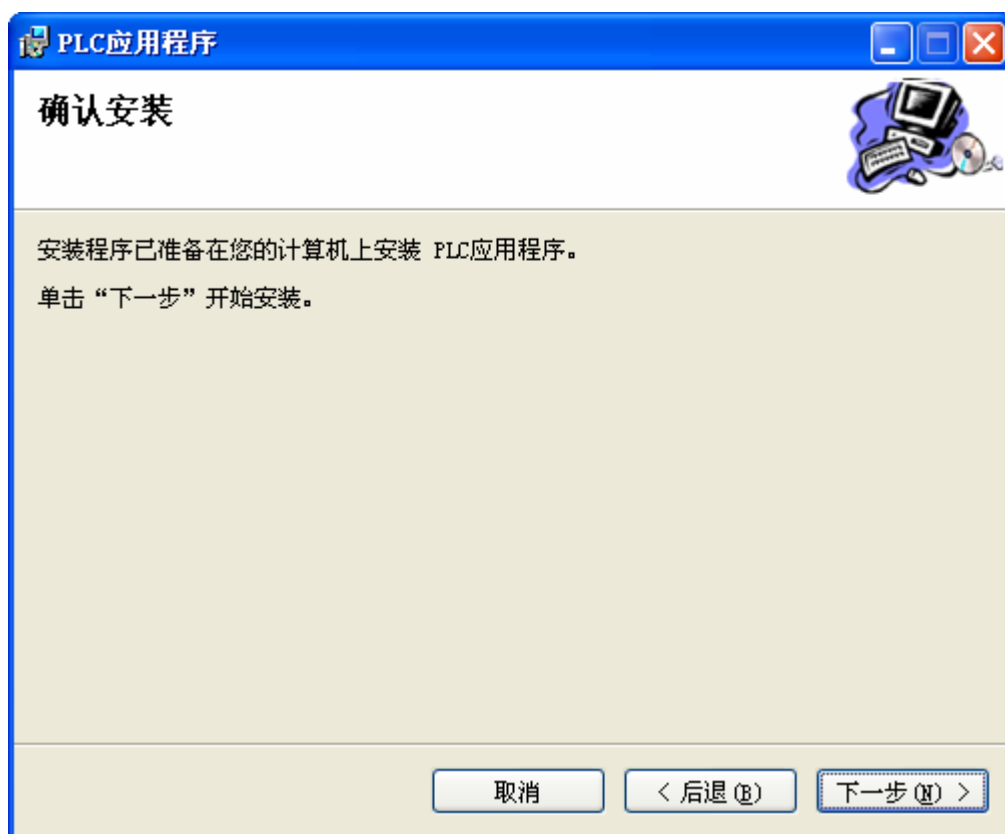 PLC应用程序
确认安装
安装程序已准备在您的计算机上安装 PLC应用程序。
单击“下一步”开始安装。
取消
< 后退(B)
下一步(N) >